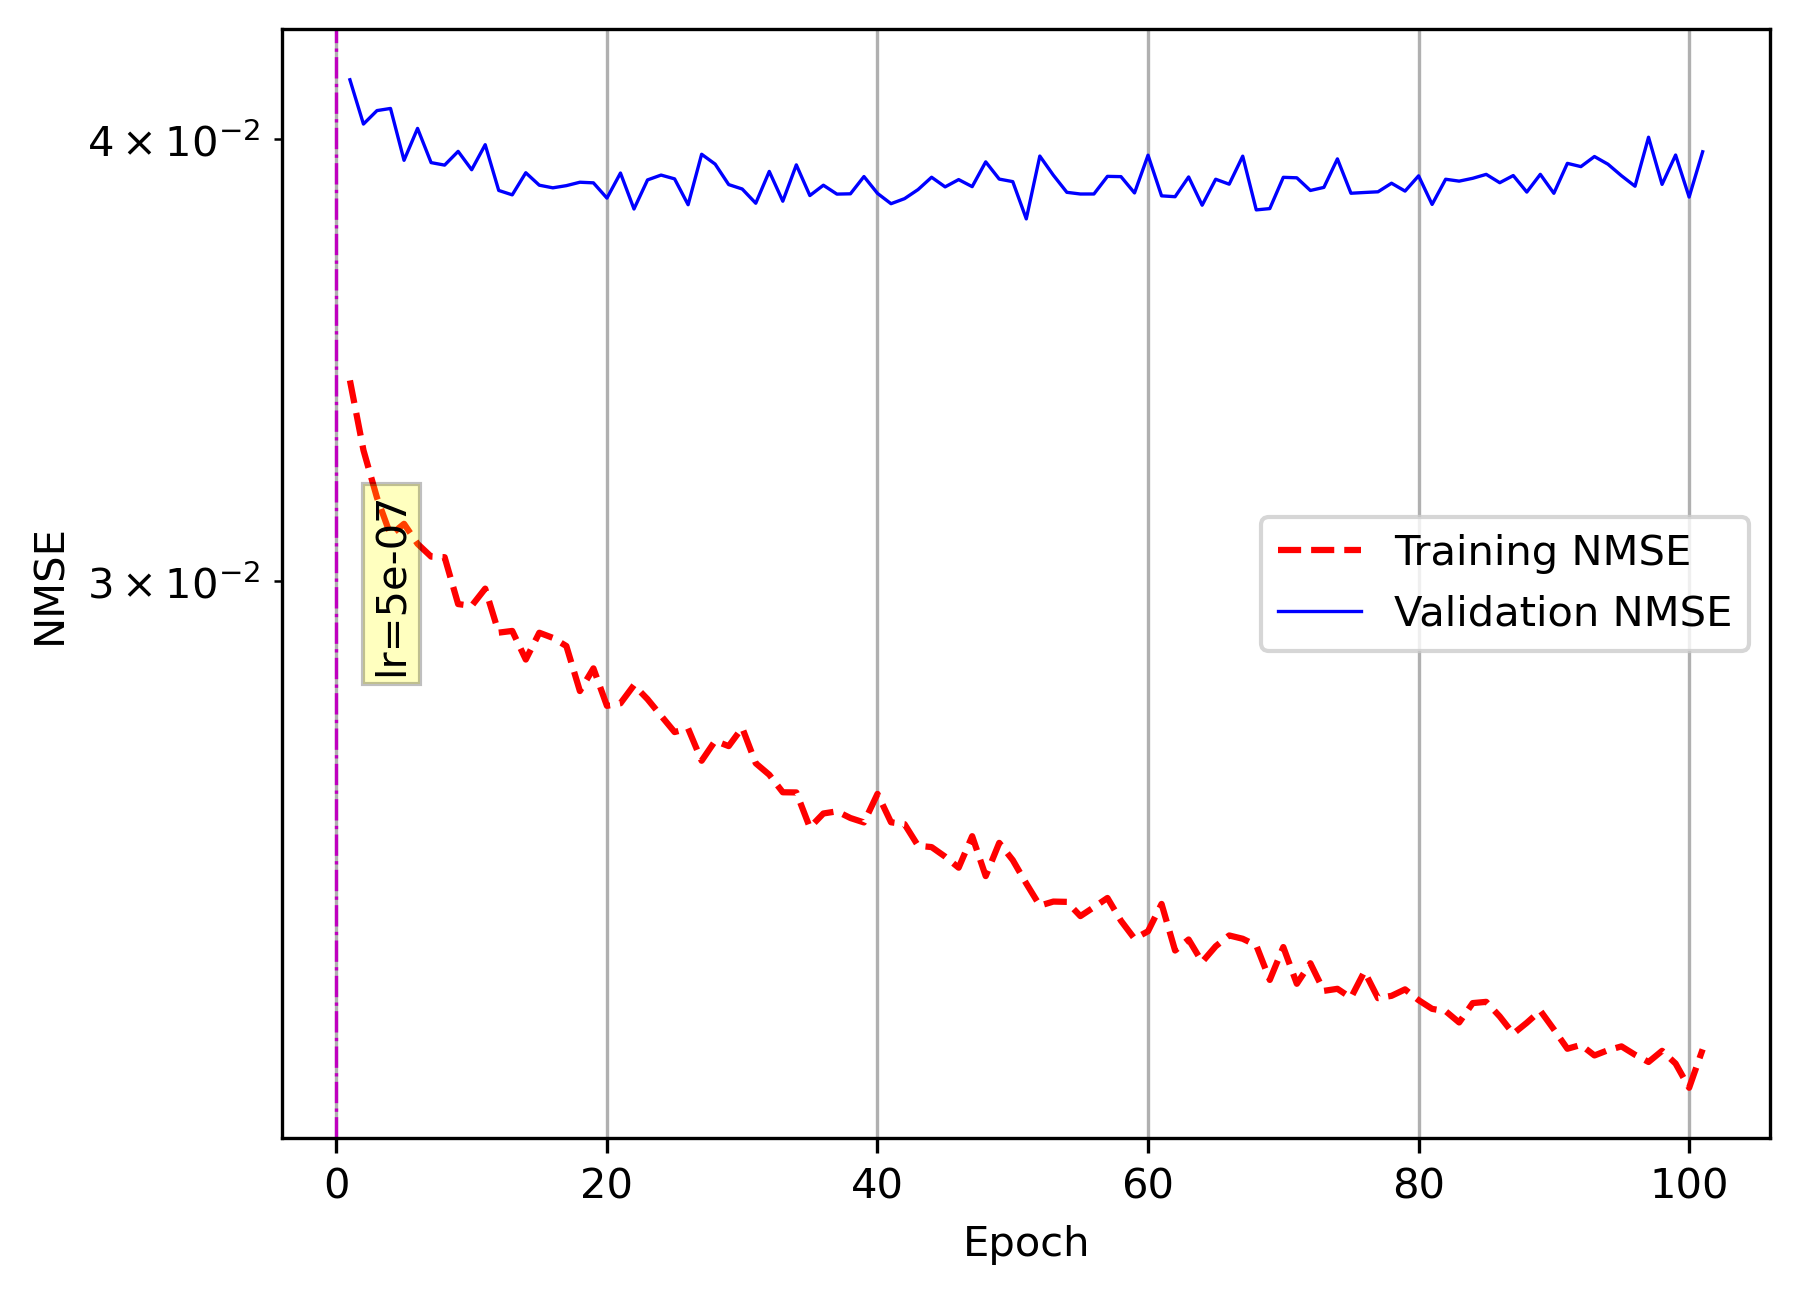 4 × 10⁻²
3 × 10⁻²
NMSE
lr=5e-07
Training NMSE
Validation NMSE
0 20 40 60 80 100
Epoch